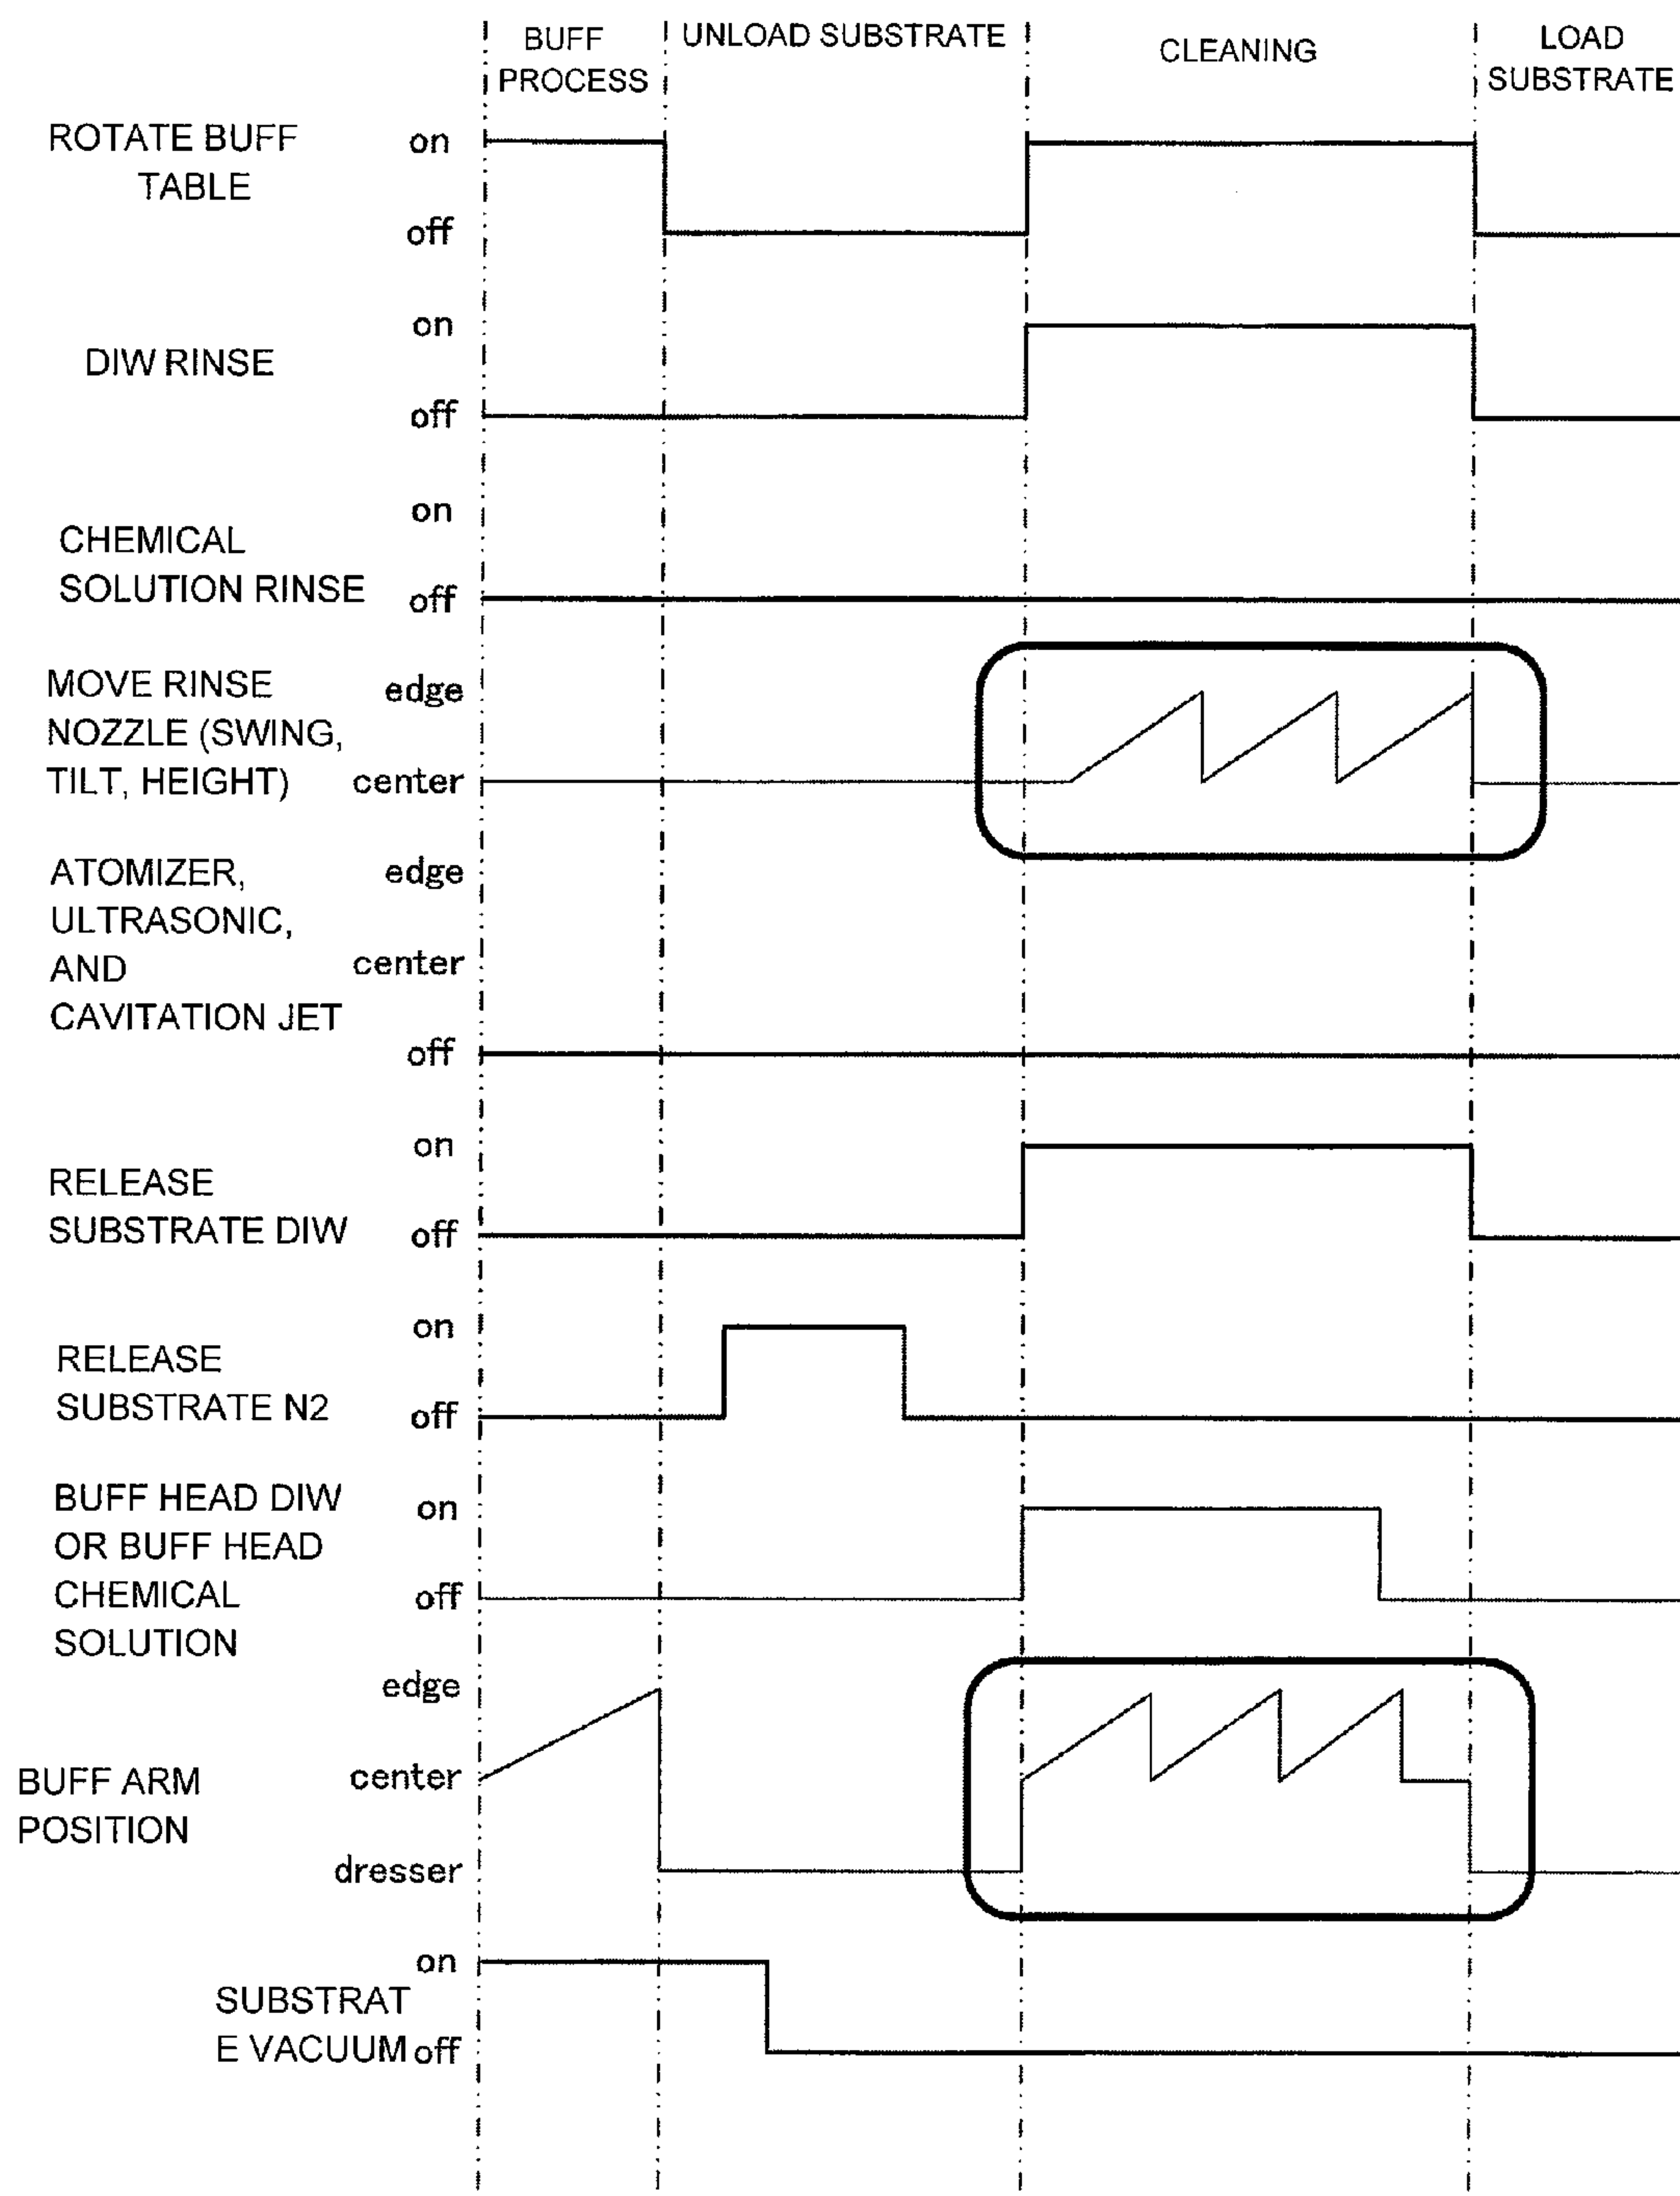 BUFF
PROCESS
UNLOAD SUBSTRATE
CLEANING
LOAD
SUBSTRATE
ROTATE BUFF
TABLE
on
off
DIW RINSE
on
off
CHEMICAL
SOLUTION RINSE
on
off
MOVE RINSE
NOZZLE (SWING,
TILT, HEIGHT)
edge
center
ATOMIZER,
ULTRASONIC,
AND
CAVITATION JET
edge
center
off
RELEASE
SUBSTRATE DIW
on
off
RELEASE
SUBSTRATE N2
on
off
BUFF HEAD DIW
OR BUFF HEAD
CHEMICAL
SOLUTION
on
off
BUFF ARM
POSITION
edge
center
dresser
SUBSTRAT
E VACUUM
on
off